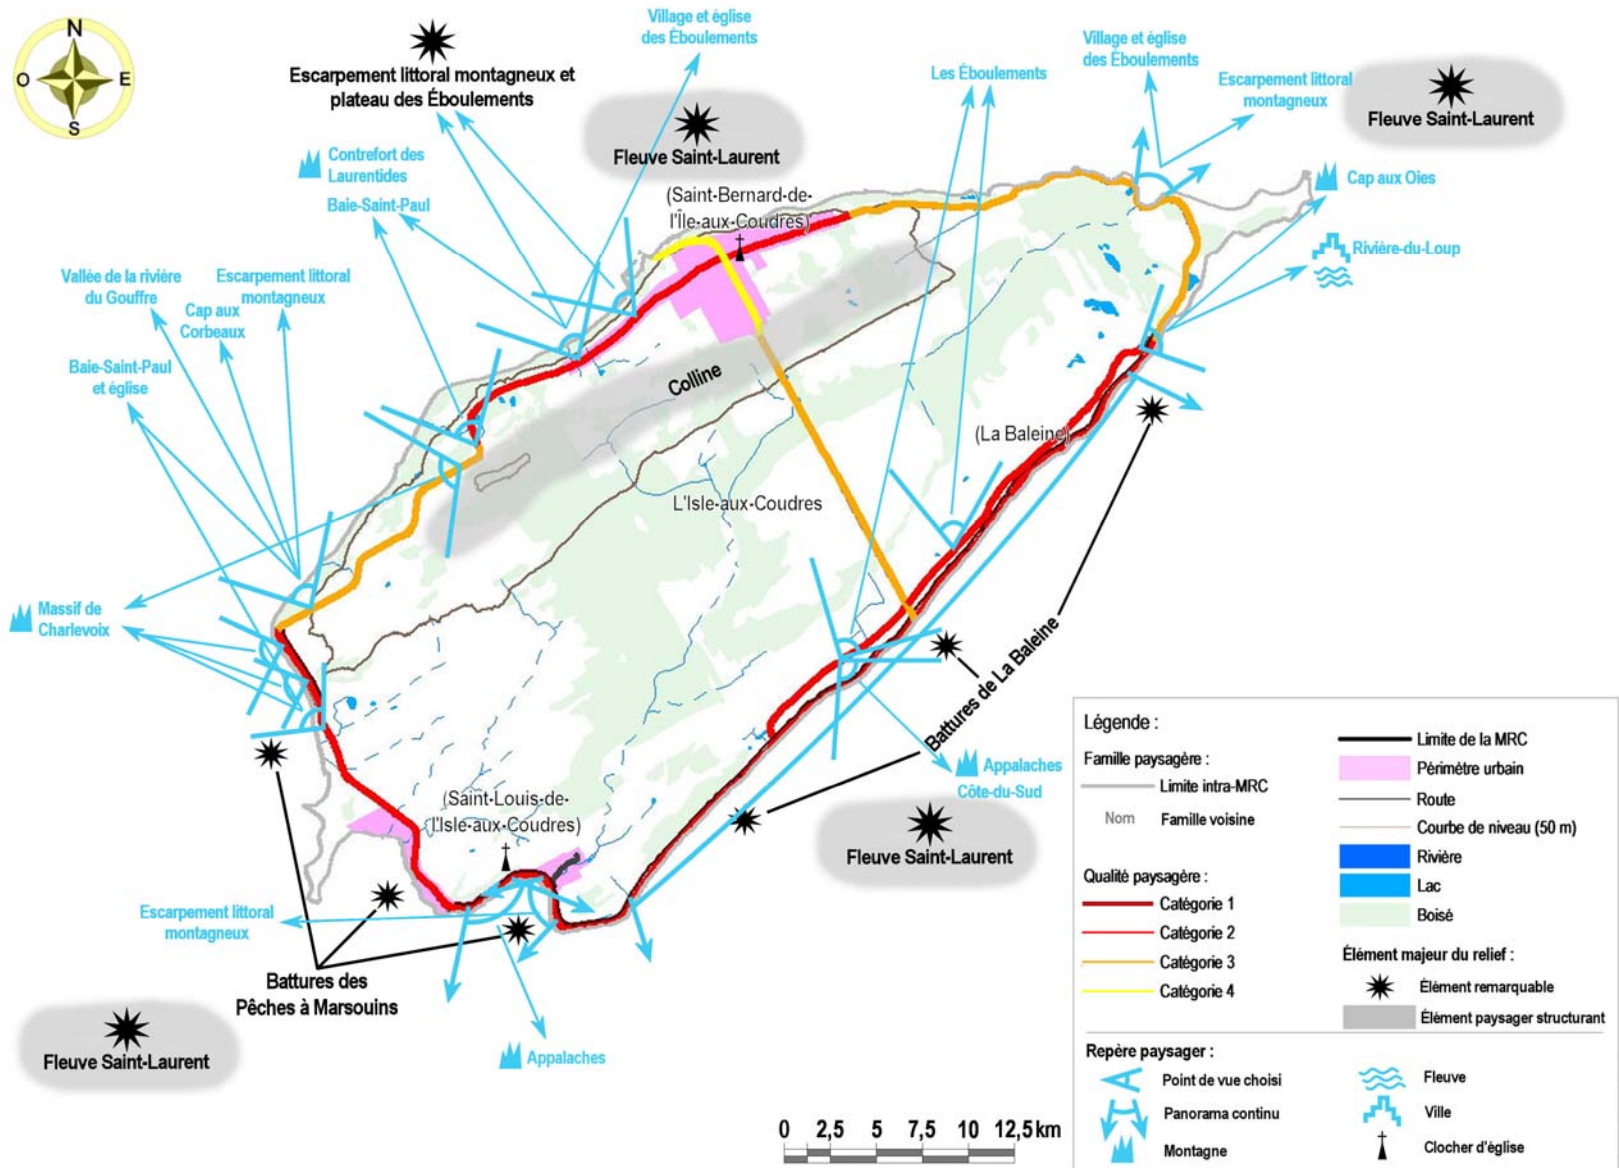 N
O
E
S
Escarpement littoral montagneux et
plateau des Éboulements
Village et église
des Éboulements
Fleuve Saint-Laurent
Les Éboulements
Village et église
des Éboulements
Escarpement littoral
montagneux
Fleuve Saint-Laurent
Contrefort des
Laurentides
Baie-Saint-Paul
(Saint-Bernard-de-
l'Île-aux-Coudres)
Cap aux Oies
Rivière-du-Loup
Vallée de la rivière
du Gouffre
Cap aux
Corbeaux
Escarpement littoral
montagneux
Baie-Saint-Paul
et église
Colline
(La Baleine)
L'Isle-aux-Coudres
Massif de
Charlevoix
Battures de La Baleine
Appalaches
Côte-du-Sud
(Saint-Louis-de-
l'Isle-aux-Coudres)
Fleuve Saint-Laurent
Escarpement littoral
montagneux
Battures des
Pêches à Marsouins
Fleuve Saint-Laurent
Appalaches
0 2,5 5 7,5 10 12,5 km
Légende :
Famille paysagère :
Limite intra-MRC
Nom Famille voisine
Qualité paysagère :
Catégorie 1
Catégorie 2
Catégorie 3
Catégorie 4
Limite de la MRC
Périmètre urbain
Route
Courbe de niveau (50 m)
Rivière
Lac
Boisé
Élément majeur du relief :
Élément remarquable
Élément paysager structurant
Repère paysager :
Point de vue choisi
Panorama continu
Montagne
Fleuve
Ville
Clocher d'église